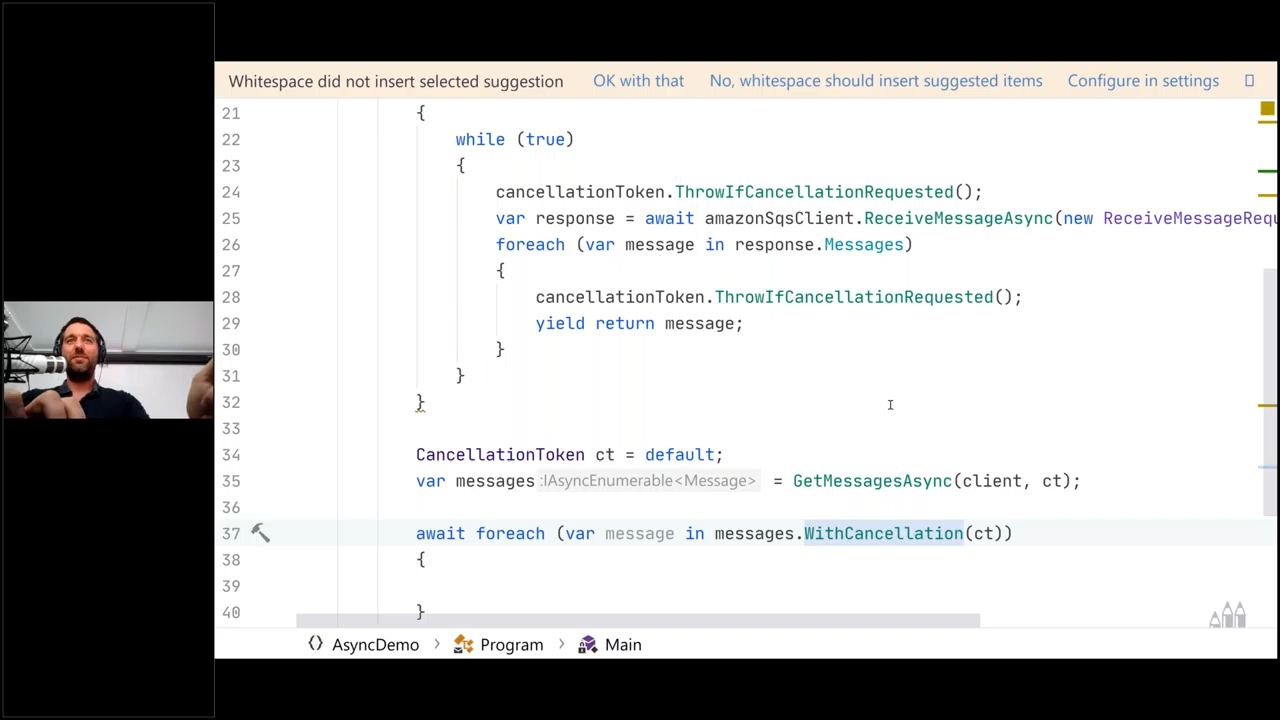 Whitespace did not insert selected suggestion OK with that No, whitespace should insert suggested items Configure in settings
21 {
22 while (true)
23 {
24 cancellationToken.ThrowIfCancellationRequested();
25 var response = await amazonSqsClient.ReceiveMessageAsync(new ReceiveMessageRequ
26 foreach (var message in response.Messages)
27 {
28 cancellationToken.ThrowIfCancellationRequested();
29 yield return message;
30 }
31 }
32 }
33
34 CancellationToken ct = default;
35 var messages :IAsyncEnumerable<Message> = GetMessagesAsync(client, ct);
36
37 await foreach (var message in messages.WithCancellation(ct))
38 {
39
40 }
AsyncDemo > Program > Main